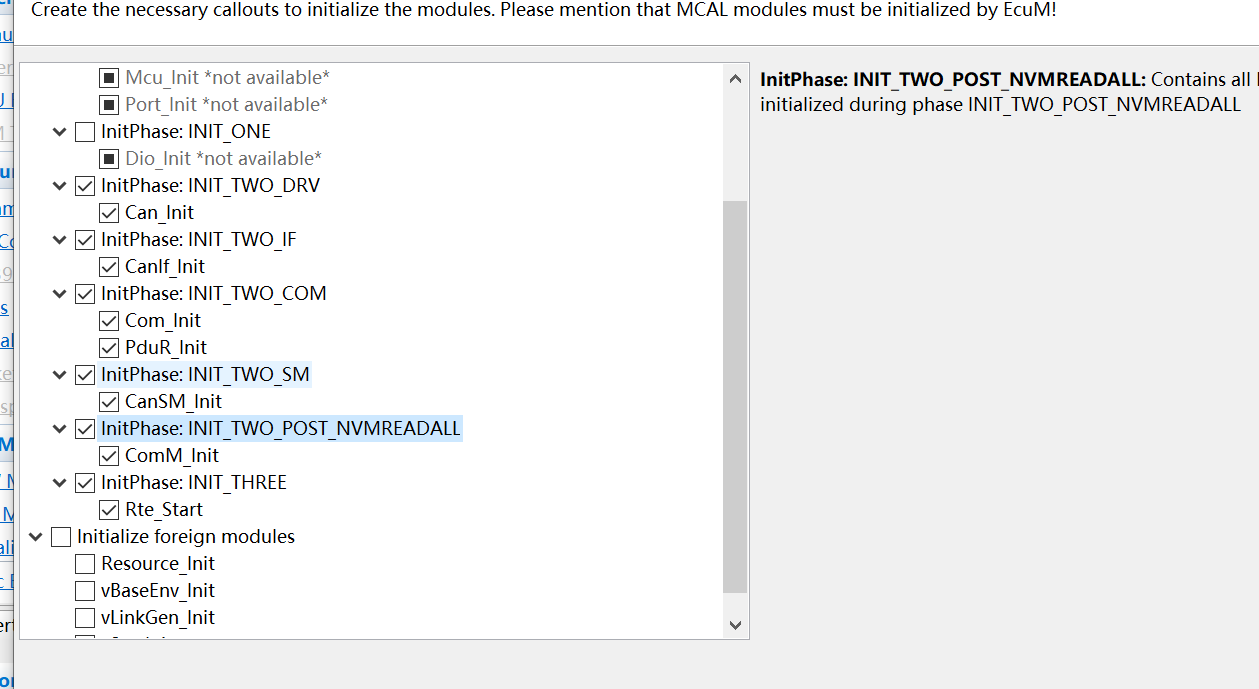 Create the necessary callouts to initialize the modules. Please mention that MCAL modules must be initialized by EcuM!
Mcu_Init *not available*
Port_Init *not available*
InitPhase: INIT_ONE
Dio_Init *not available*
InitPhase: INIT_TWO_DRV
Can_Init
InitPhase: INIT_TWO_IF
CanIf_Init
InitPhase: INIT_TWO_COM
Com_Init
PduR_Init
InitPhase: INIT_TWO_SM
CanSM_Init
InitPhase: INIT_TWO_POST_NVMREADALL
ComM_Init
InitPhase: INIT_THREE
Rte_Start
Initialize foreign modules
Resource_Init
vBaseEnv_Init
vLinkGen_Init
InitPhase: INIT_TWO_POST_NVMREADALL: Contains all
initialized during phase INIT_TWO_POST_NVMREADALL